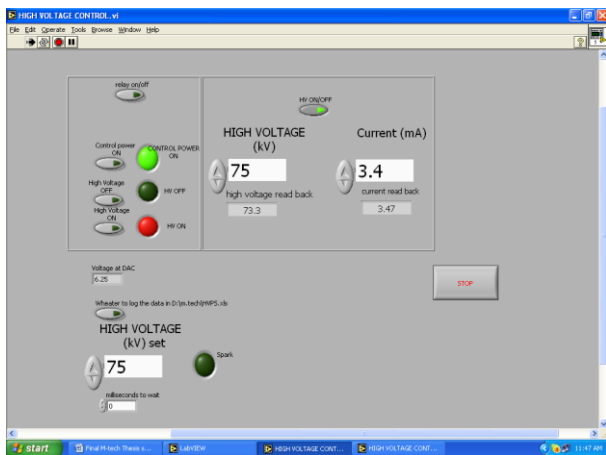 HIGH VOLTAGE CONTROL.vi
File Edit Operate Tools Browse Window Help
relay on/off
Control power
ON
CONTROL POWER
ON
High Voltage
OFF
HV OFF
High Voltage
ON
HV ON
HV ON/OFF
HIGH VOLTAGE
(kV)
75
high voltage read back
73.3
Current (mA)
3.4
current read back
3.47
Voltage at DAC
6.25
Wheater to log the data in D:\m.tech\HVPS.xls
HIGH VOLTAGE
(kV) set
75
Spark
milliseconds to wait
0
STOP
start
Final M-tech Thesis s...
LabVIEW
HIGH VOLTAGE CONT...
HIGH VOLTAGE CONT...
11:47 AM